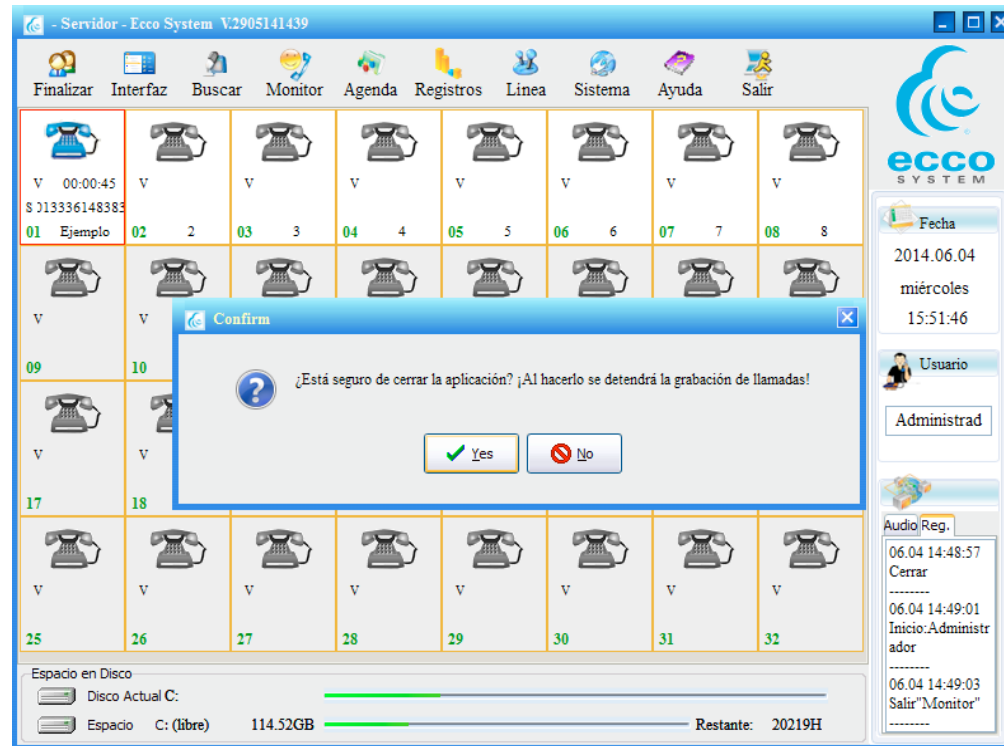 - Servidor - Ecco System V.2905141439
Finalizar Interfaz Buscar Monitor Agenda Registros Linea Sistema Ayuda Salir
ecco
SYSTEM
V 00:00:45 V V V V V V V
013336148383
01 Ejemplo 02 2 03 3 04 4 05 5 06 6 07 7 08 8
Fecha
2014.06.04
miércoles
15:51:46
V V
09 10
Confirm
¿Está seguro de cerrar la aplicación? ¡Al hacerlo se detendrá la grabación de llamadas!
Yes No
V V
17 18
Usuario
Administrad
V V V V V V V V
25 26 27 28 29 30 31 32
Audio Reg.
06.04 14:48:57
Cerrar
--------
06.04 14:49:01
Inicio:Administr
ador
--------
06.04 14:49:03
Salir"Monitor"
--------
Espacio en Disco
Disco Actual C:
Espacio C: (libre) 114.52GB Restante: 20219H